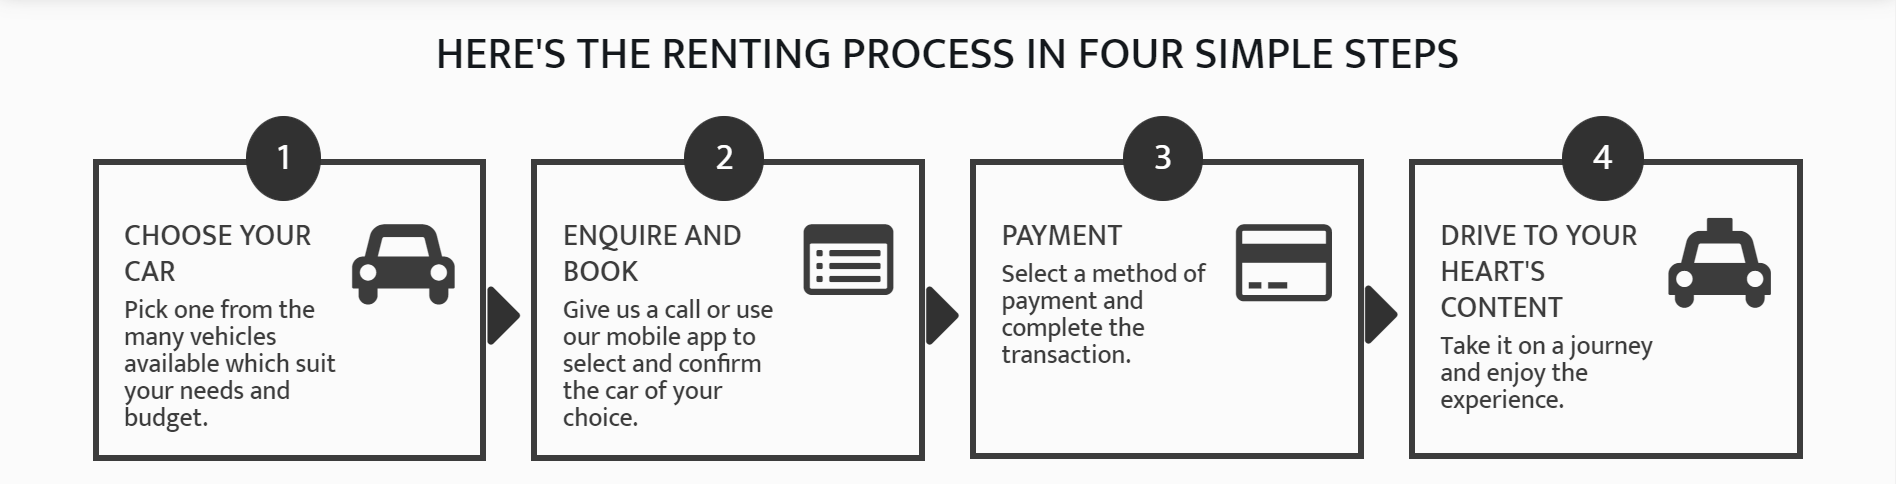 HERE'S THE RENTING PROCESS IN FOUR SIMPLE STEPS
1
CHOOSE YOUR
CAR
Pick one from the
many vehicles
available which suit
your needs and
budget.
2
ENQUIRE AND
BOOK
Give us a call or use
our mobile app to
select and confirm
the car of your
choice.
3
PAYMENT
Select a method of
payment and
complete the
transaction.
4
DRIVE TO YOUR
HEART'S
CONTENT
Take it on a journey
and enjoy the
experience.